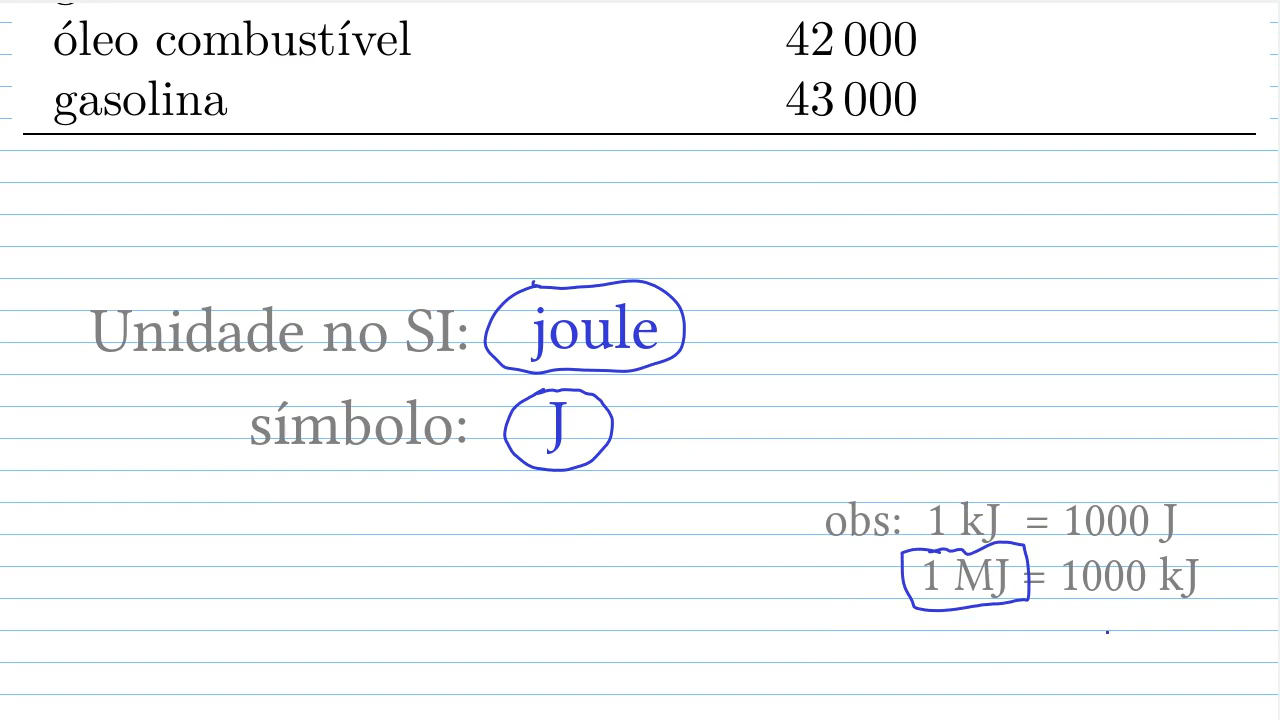 óleo combustível 42 000
gasolina 43 000
Unidade no SI: joule
símbolo: J
obs: 1 kJ = 1000 J
1 MJ = 1000 kJ